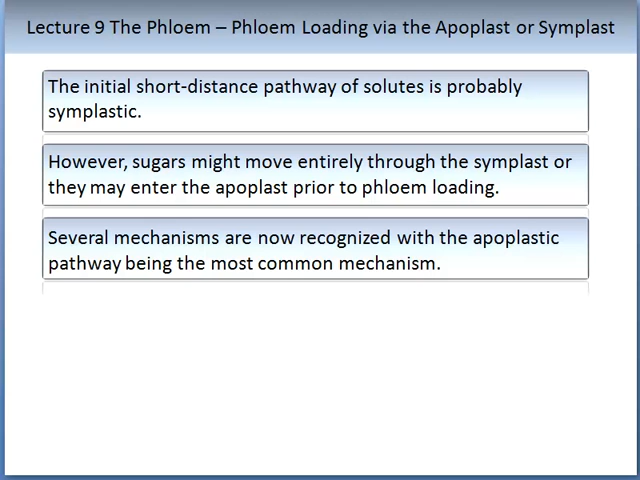 Lecture 9 The Phloem – Phloem Loading via the Apoplast or Symplast
The initial short-distance pathway of solutes is probably
symplastic.
However, sugars might move entirely through the symplast or
they may enter the apoplast prior to phloem loading.
Several mechanisms are now recognized with the apoplastic
pathway being the most common mechanism.